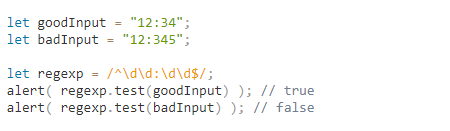 let goodInput = "12:34";
let badInput = "12:345";
let regexp = /^\d\d:\d\d$/;
alert( regexp.test(goodInput) ); // true
alert( regexp.test(badInput) ); // false